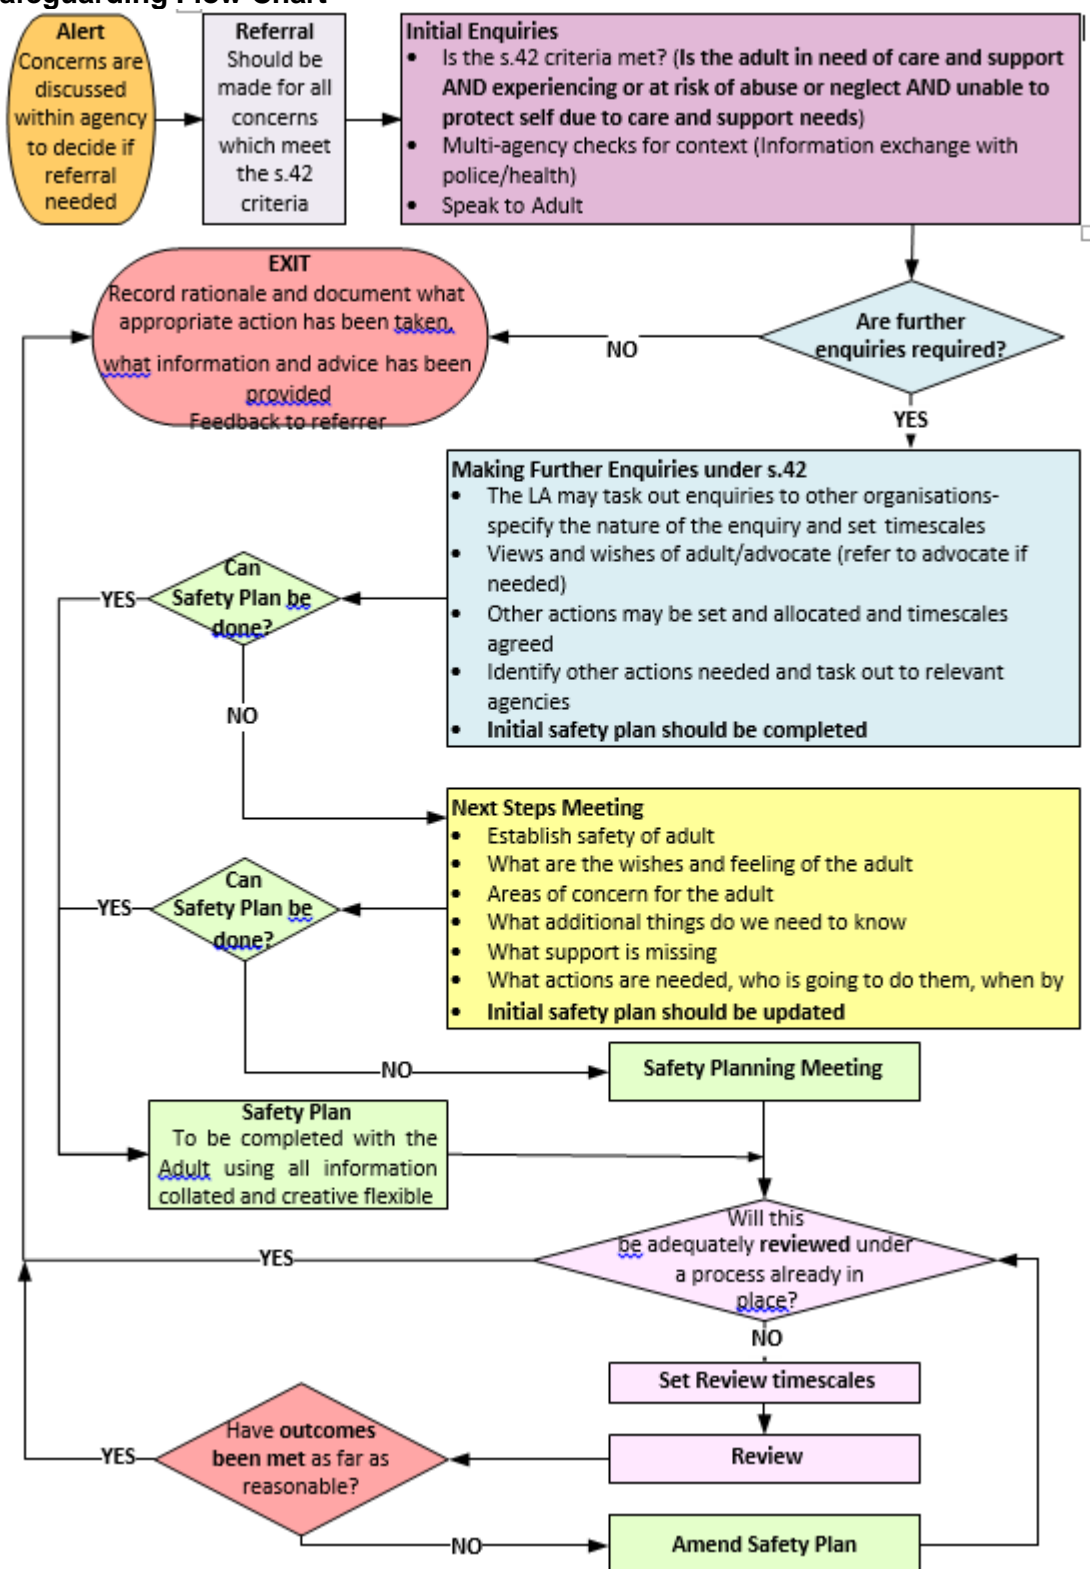 afeguarding Flow Chart
Alert
Concerns are
discussed
within agency
to decide if
referral
needed
Referral
Should be
made for all
concerns
which meet
the s.42
criteria
Initial Enquiries
• Is the s.42 criteria met? (Is the adult in need of care and support
AND experiencing or at risk of abuse or neglect AND unable to
protect self due to care and support needs)
• Multi-agency checks for context (Information exchange with
police/health)
• Speak to Adult
EXIT
Record rationale and document what
appropriate action has been taken,
what information and advice has been
provided
Feedback to referrer
NO
Are further
enquiries required?
YES
Making Further Enquiries under s.42
• The LA may task out enquiries to other organisations-
specify the nature of the enquiry and set timescales
• Views and wishes of adult/advocate (refer to advocate if
needed)
• Other actions may be set and allocated and timescales
agreed
• Identify other actions needed and task out to relevant
agencies
• Initial safety plan should be completed
Can
Safety Plan be
done?
YES
NO
Next Steps Meeting
• Establish safety of adult
• What are the wishes and feeling of the adult
• Areas of concern for the adult
• What additional things do we need to know
• What support is missing
• What actions are needed, who is going to do them, when by
• Initial safety plan should be updated
Can
Safety Plan be
done?
YES
NO
Safety Planning Meeting
Safety Plan
To be completed with the
Adult using all information
collated and creative flexible
Will this
be adequately reviewed under
a process already in
place?
YES
NO
Set Review timescales
Review
Have outcomes
been met as far as
reasonable?
YES
NO
Amend Safety Plan